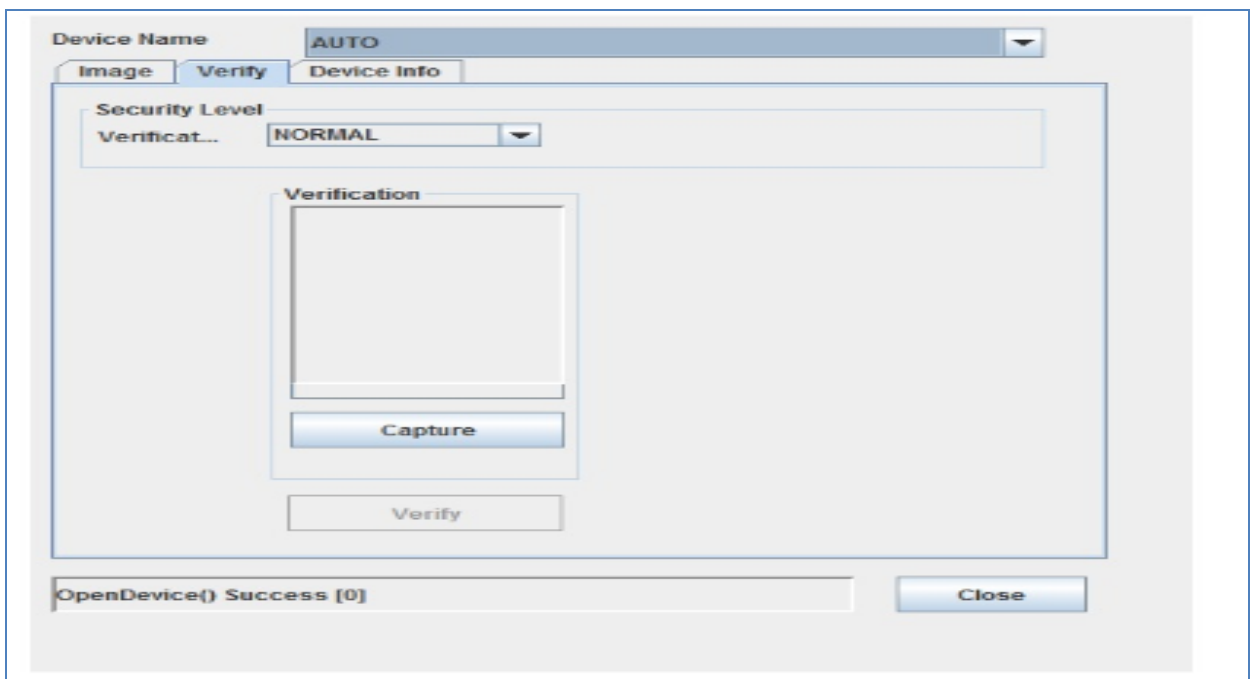 Device Name AUTO
Image Verify Device Info
Security Level
Verificat... NORMAL
Verification
Capture
Verify
OpenDevice() Success [0] Close